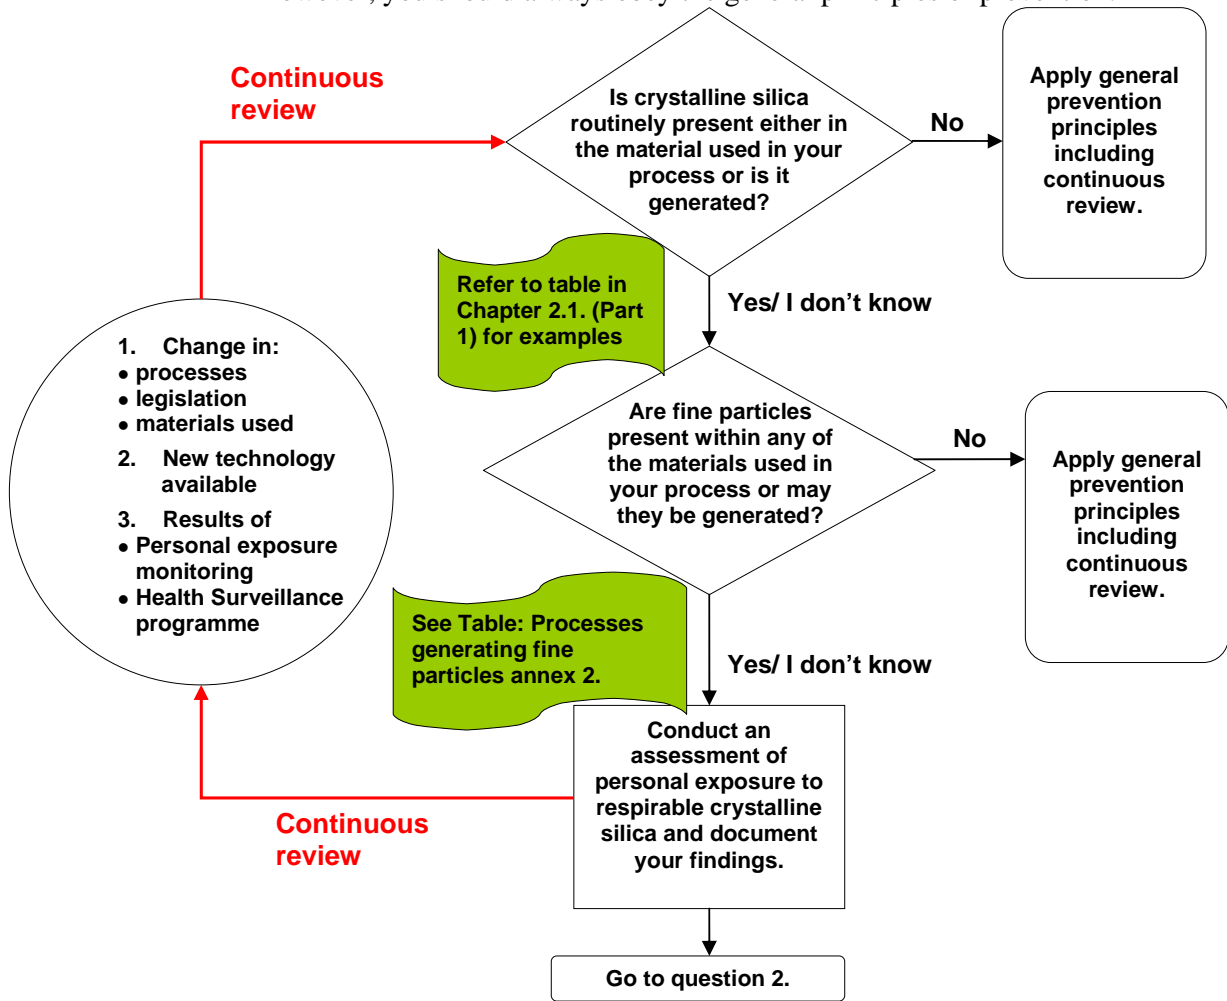 Continuous
review
Is crystalline silica
routinely present either in
the material used in your
process or is it
generated?
No
Apply general
prevention
principles
including
continuous
review.
Refer to table in
Chapter 2.1. (Part
1) for examples
Yes/ I don’t know
1. Change in:
• processes
• legislation
• materials used
2. New technology
available
3. Results of
• Personal exposure
monitoring
• Health Surveillance
programme
Are fine particles
present within any of
the materials used in
your process or may
they be generated?
No
Apply general
prevention
principles
including
continuous
review.
See Table: Processes
generating fine
particles annex 2.
Yes/ I don’t know
Conduct an
assessment of
personal exposure to
respirable crystalline
silica and document
your findings.
Continuous
review
Go to question 2.